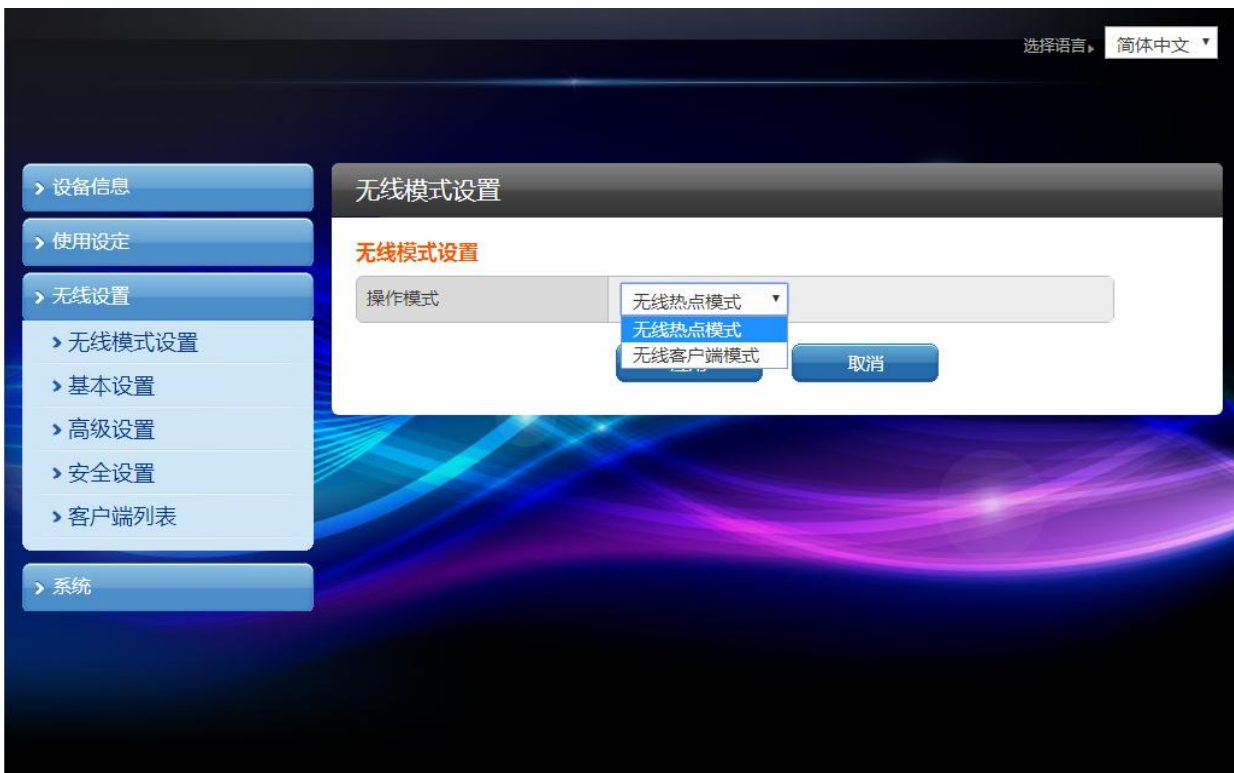 选择语言 简体中文
设备信息
使用设定
无线设置
无线模式设置
基本设置
高级设置
安全设置
客户端列表
系统
无线模式设置
无线模式设置
操作模式
无线热点模式
无线热点模式
无线客户端模式
取消